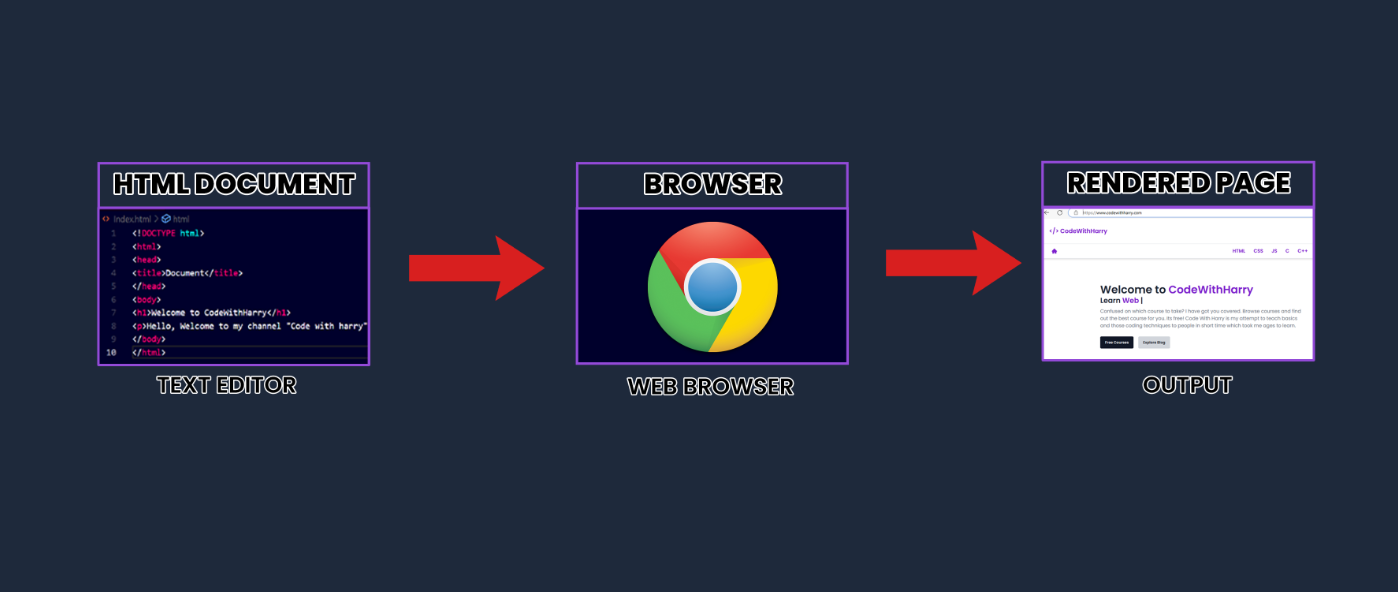 HTML DOCUMENT
index.html > html
1 <!DOCTYPE html>
2 <html>
3 <head>
4 <title>Document</title>
5 </head>
6 <body>
7 <h1>Welcome to CodeWithHarry</h1>
8 <p>Hello, Welcome to my channel "Code with harry"
9 </body>
10 </html>
TEXT EDITOR
BROWSER
WEB BROWSER
RENDERED PAGE
https://www.codewithharry.com
</> CodeWithHarry
HTML CSS JS C C++
Welcome to CodeWithHarry
Learn Web |
Confused on which course to take? I have got you covered. Browse courses and find
out the best course for you. Its free! Code With Harry is my attempt to teach basics
and those coding techniques to people in short time which took me ages to learn.
Free Courses Explore Blog
OUTPUT